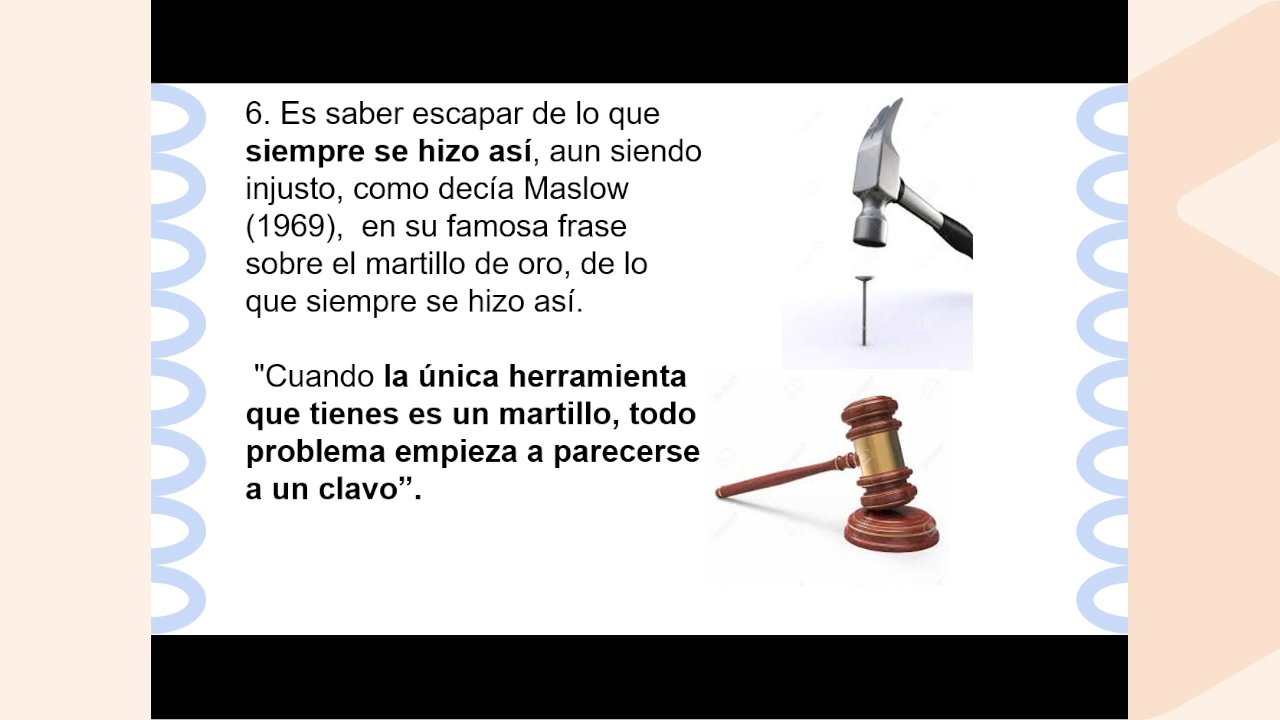 6. Es saber escapar de lo que
siempre se hizo así, aun siendo
injusto, como decía Maslow
(1969),  en su famosa frase
sobre el martillo de oro, de lo
que siempre se hizo así.
"Cuando la única herramienta
que tienes es un martillo, todo
problema empieza a parecerse
a un clavo”.